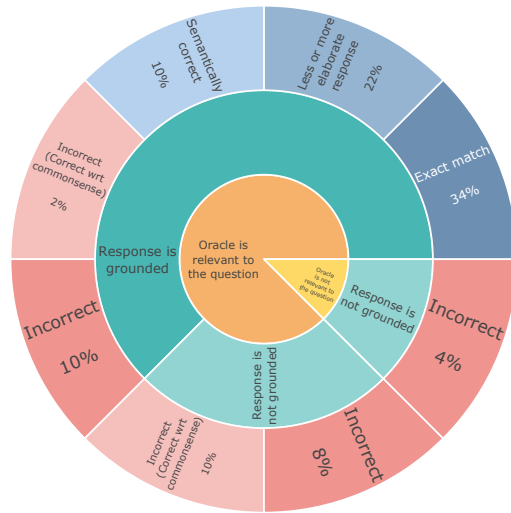 Semantically
correct
10%
Less or more
elaborate
response
22%
Exact match
34%
Incorrect
(Correct wrt
commonsense)
2%
Response is
grounded
Oracle is
relevant to
the question
Oracle
is not
relevant to
the question
Response is
not grounded
Incorrect
4%
Incorrect
10%
Response is
not grounded
Incorrect
(Correct wrt
commonsense)
10%
Incorrect
8%